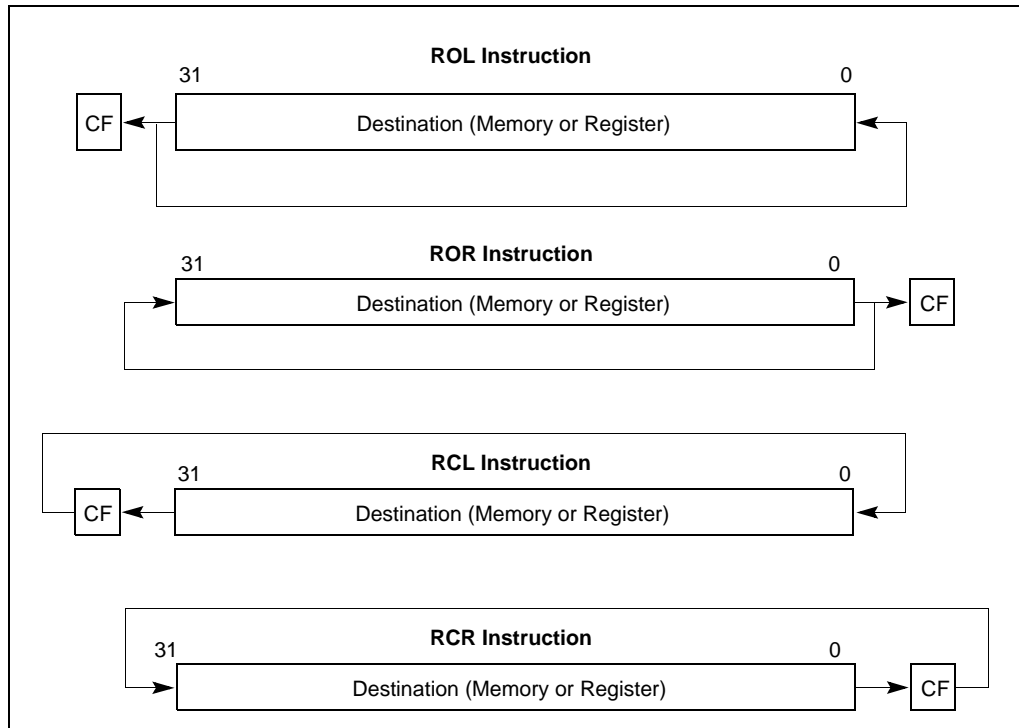 ROL Instruction
31 0
CF Destination (Memory or Register)
ROR Instruction
31 0
Destination (Memory or Register) CF
RCL Instruction
31 0
CF Destination (Memory or Register)
RCR Instruction
31 0
Destination (Memory or Register) CF